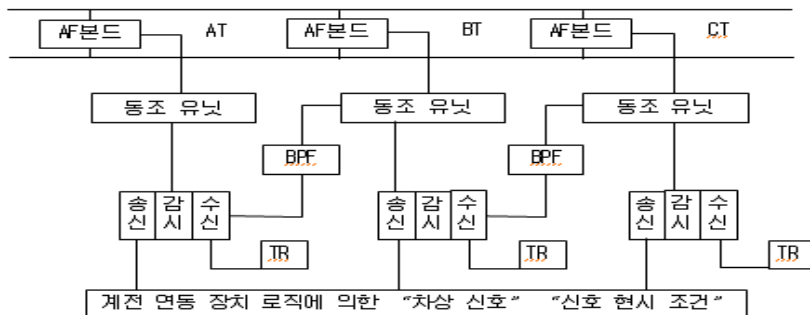 AF본드 AT AF본드 BT AF본드 CT
동조 유닛 동조 유닛 동조 유닛
BPF BPF
송신 감시 수신 송신 감시 수신 송신 감시 수신
TR TR TR
계전 연동 장치 로직에 의한 "차상 신호" "신호 현시 조건"